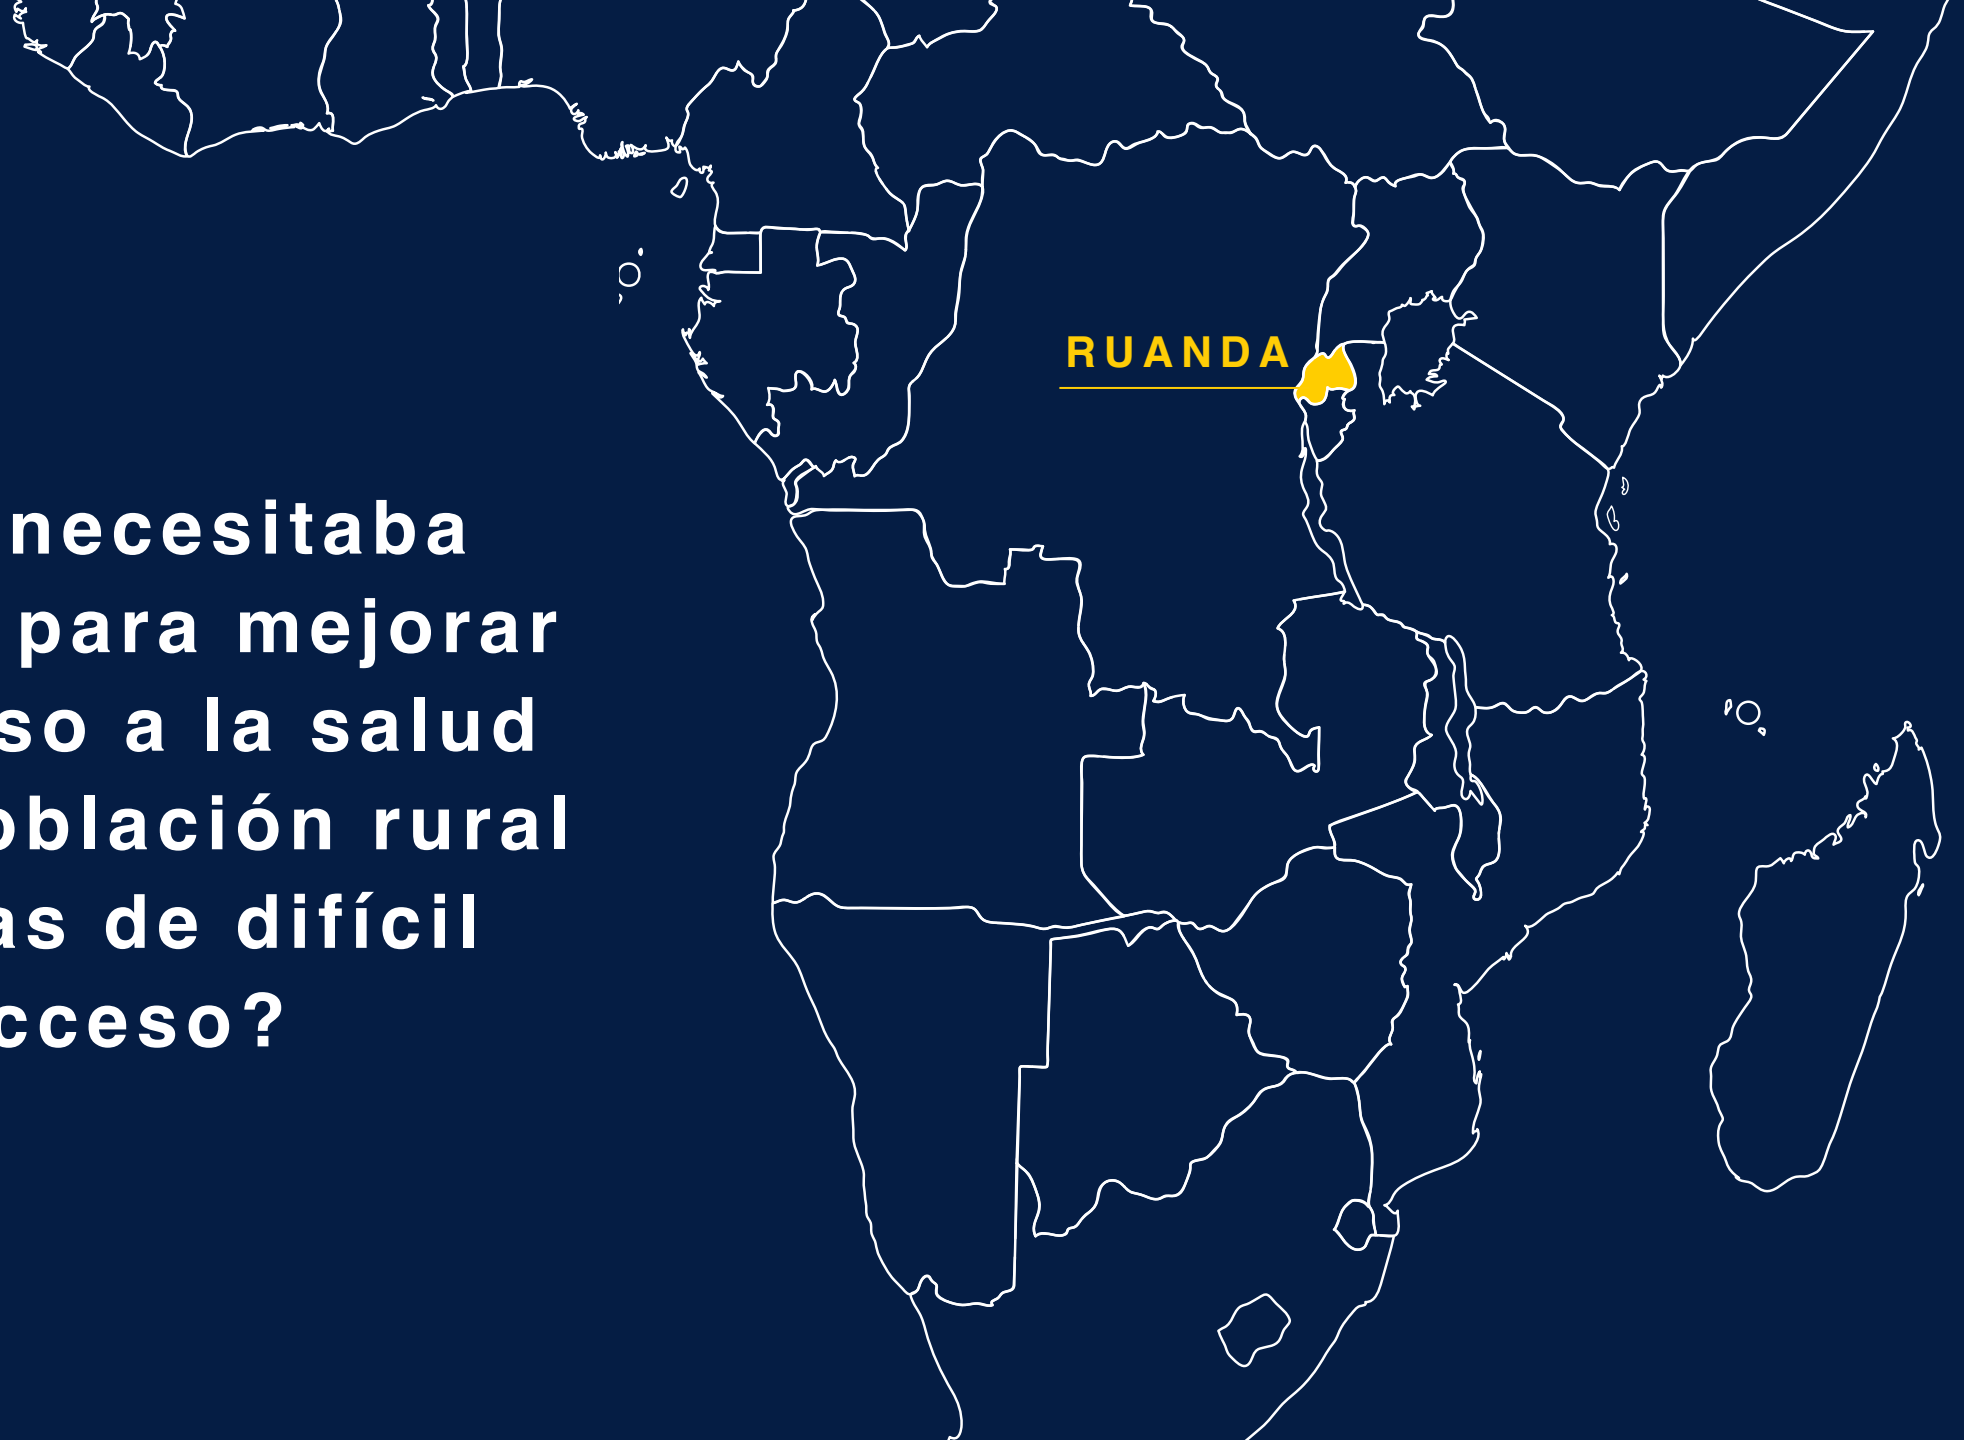 RUANDA
necesitaba
para mejorar
so a la salud
oblación rural
as de difícil
cceso?